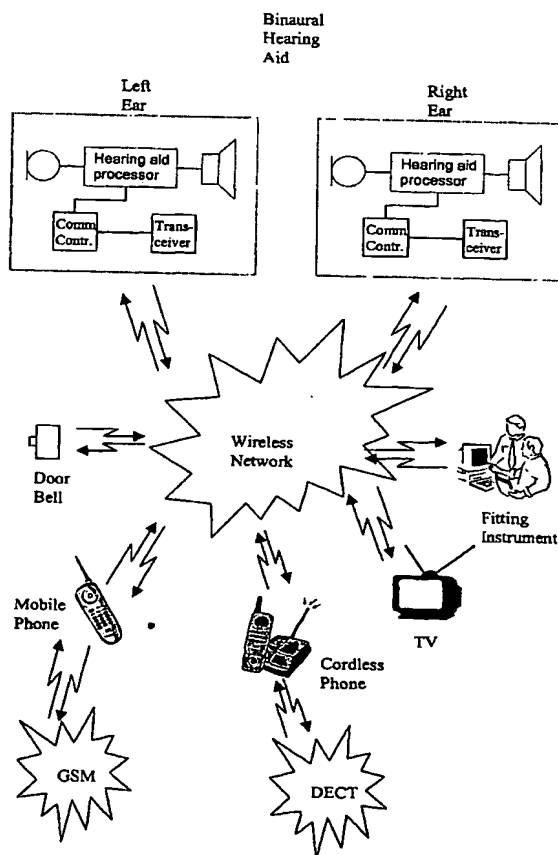 Binaural
Hearing
Aid
Left
Ear
Right
Ear
Hearing aid
processor
Comm.
Contr.
Trans-
ceiver
Hearing aid
processor
Comm.
Contr.
Trans-
ceiver
Wireless
Network
Door
Bell
Fitting
Instrument
Mobile
Phone
TV
Cordless
Phone
GSM
DECT